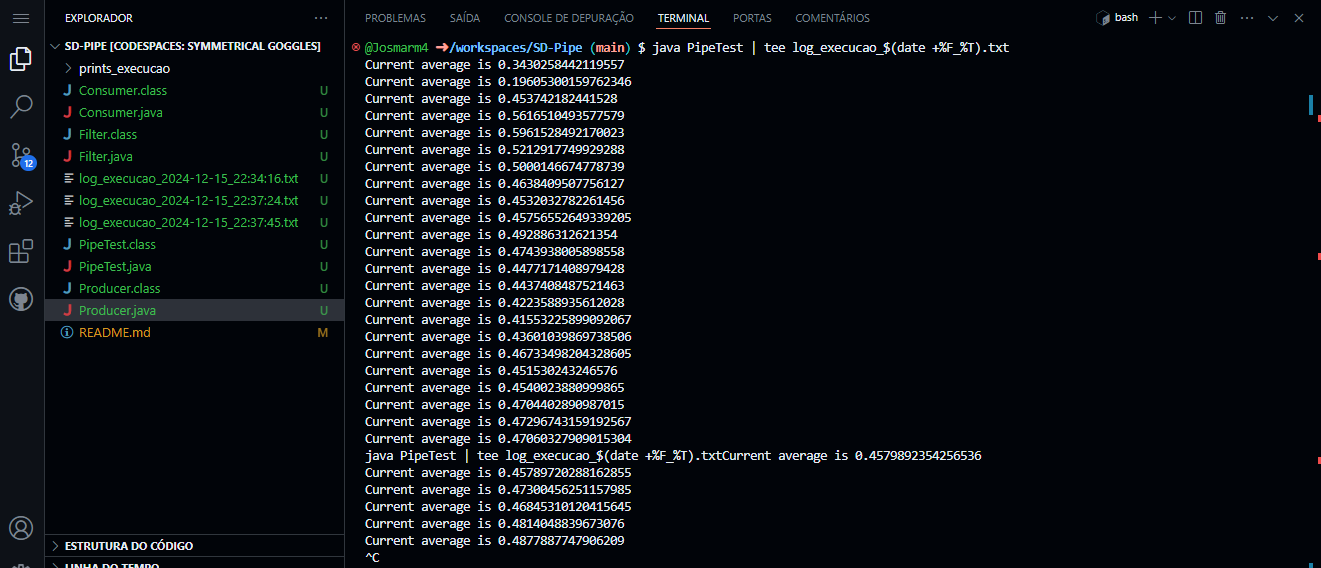 EXPLORADOR
SD-PIPE [CODESPACES: SYMMETRICAL GOGGLES]
prints_execucao
J Consumer.class U
J Consumer.java U
J Filter.class U
J Filter.java U
log_execucao_2024-12-15_22:34:16.txt U
log_execucao_2024-12-15_22:37:24.txt U
log_execucao_2024-12-15_22:37:45.txt U
J PipeTest.class U
J PipeTest.java U
J Producer.class U
J Producer.java U
README.md M
12
ESTRUTURA DO CÓDIGO
LINHA DO TEMPO
PROBLEMAS SAÍDA CONSOLE DE DEPURAÇÃO TERMINAL PORTAS COMENTÁRIOS
bash
@Josmarm4 ➜/workspaces/SD-Pipe (main) $ java PipeTest | tee log_execucao_$(date +%F_%T).txt
Current average is 0.3430258442119557
Current average is 0.19605300159762346
Current average is 0.453742182441528
Current average is 0.5616510493577579
Current average is 0.5961528492170023
Current average is 0.5212917749929288
Current average is 0.5000146674778739
Current average is 0.4638409507756127
Current average is 0.4532032782261456
Current average is 0.45756552649339205
Current average is 0.492886312621354
Current average is 0.4743938005898558
Current average is 0.4477171408979428
Current average is 0.4437408487521463
Current average is 0.4223588935612028
Current average is 0.41553225899092067
Current average is 0.43601039869738506
Current average is 0.46733498204328605
Current average is 0.451530243246576
Current average is 0.4540023880999865
Current average is 0.4704402890987015
Current average is 0.47296743159192567
Current average is 0.47060327909015304
java PipeTest | tee log_execucao_$(date +%F_%T).txtCurrent average is 0.4579892354256536
Current average is 0.45789720288162855
Current average is 0.47300456251157985
Current average is 0.46845310120415645
Current average is 0.4814048839673076
Current average is 0.4877887747906209
^C